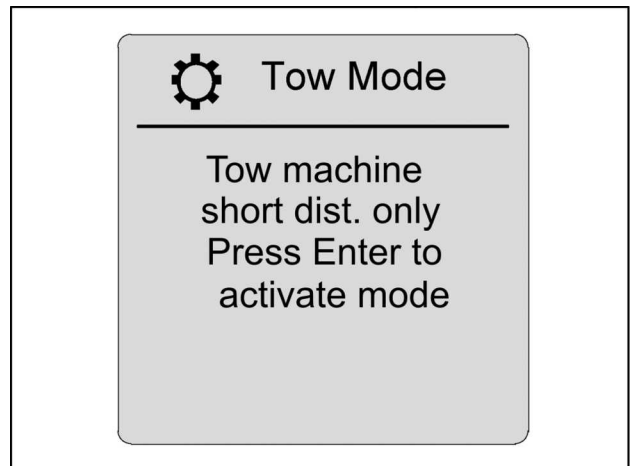 Tow Mode
Tow machine
short dist. only
Press Enter to
activate mode